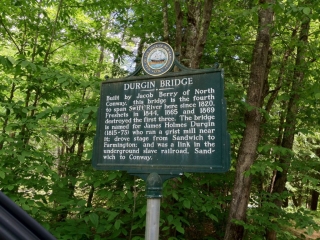 DURGIN BRIDGE
Built by Jacob Berry of North
Conway, this bridge is the fourth
to span Swift River here since 1820.
Freshets in 1844, 1865 and 1869
destroyed the first three. The bridge
is named for James Holmes Durgin
(1815-73) who ran a grist mill near
it; drove stage from Sandwich to
Farmington; and was a link in the
underground slave railroad, Sand-
wich to Conway.